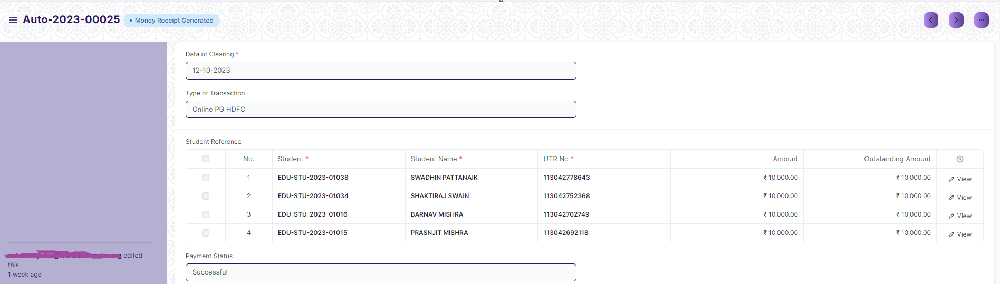 Auto-2023-00025 • Money Receipt Generated
Data of Clearing *
12-10-2023
Type of Transaction
Online PG HDFC
Student Reference
No. Student * Student Name * UTR No * Amount Outstanding Amount
1 EDU-STU-2023-01038 SWADHIN PATTANAIK 113042778643 ₹ 10,000.00 ₹ 10,000.00 View
2 EDU-STU-2023-01034 SHAKTIRAJ SWAIN 113042752368 ₹ 10,000.00 ₹ 10,000.00 View
3 EDU-STU-2023-01016 BARNAV MISHRA 113042702749 ₹ 10,000.00 ₹ 10,000.00 View
4 EDU-STU-2023-01015 PRASNJIT MISHRA 113042692118 ₹ 10,000.00 ₹ 10,000.00 View
Payment Status
Successful
edited
this
1 week ago